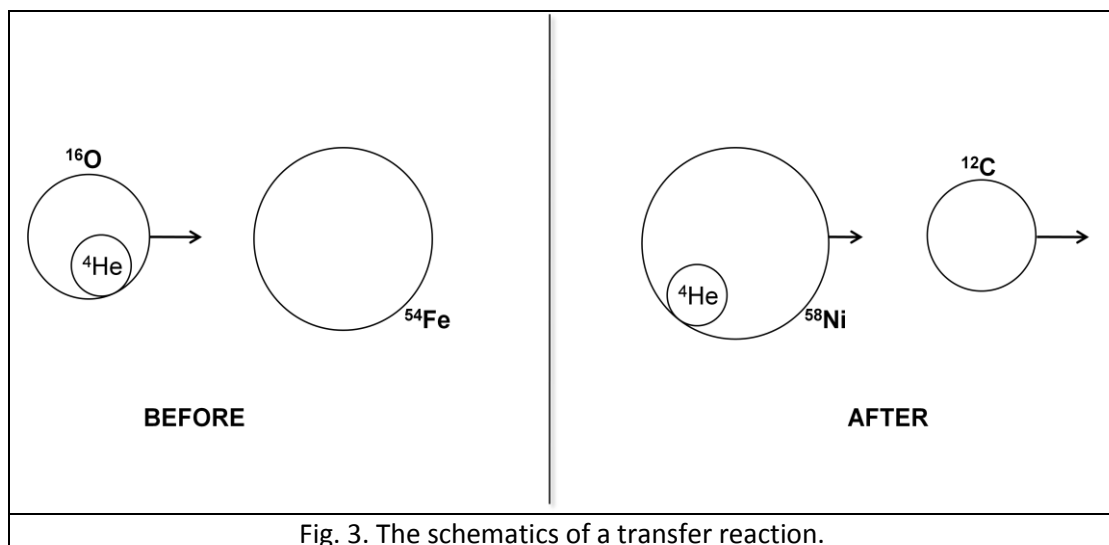 ¹⁶O
⁴He
⁵⁴Fe
BEFORE
¹²C
⁴He
⁵⁸Ni
AFTER
Fig. 3. The schematics of a transfer reaction.